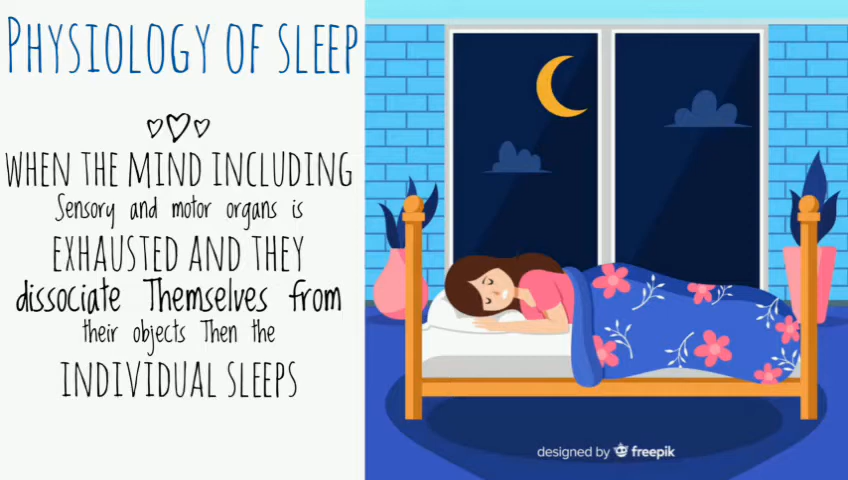 PHYSIOLOGY OF SLEEP
WHEN THE MIND INCLUDING
Sensory and motor organs is
EXHAUSTED AND THEY
dissociate Themselves from
their objects Then the
INDIVIDUAL SLEEPS
designed by freepik